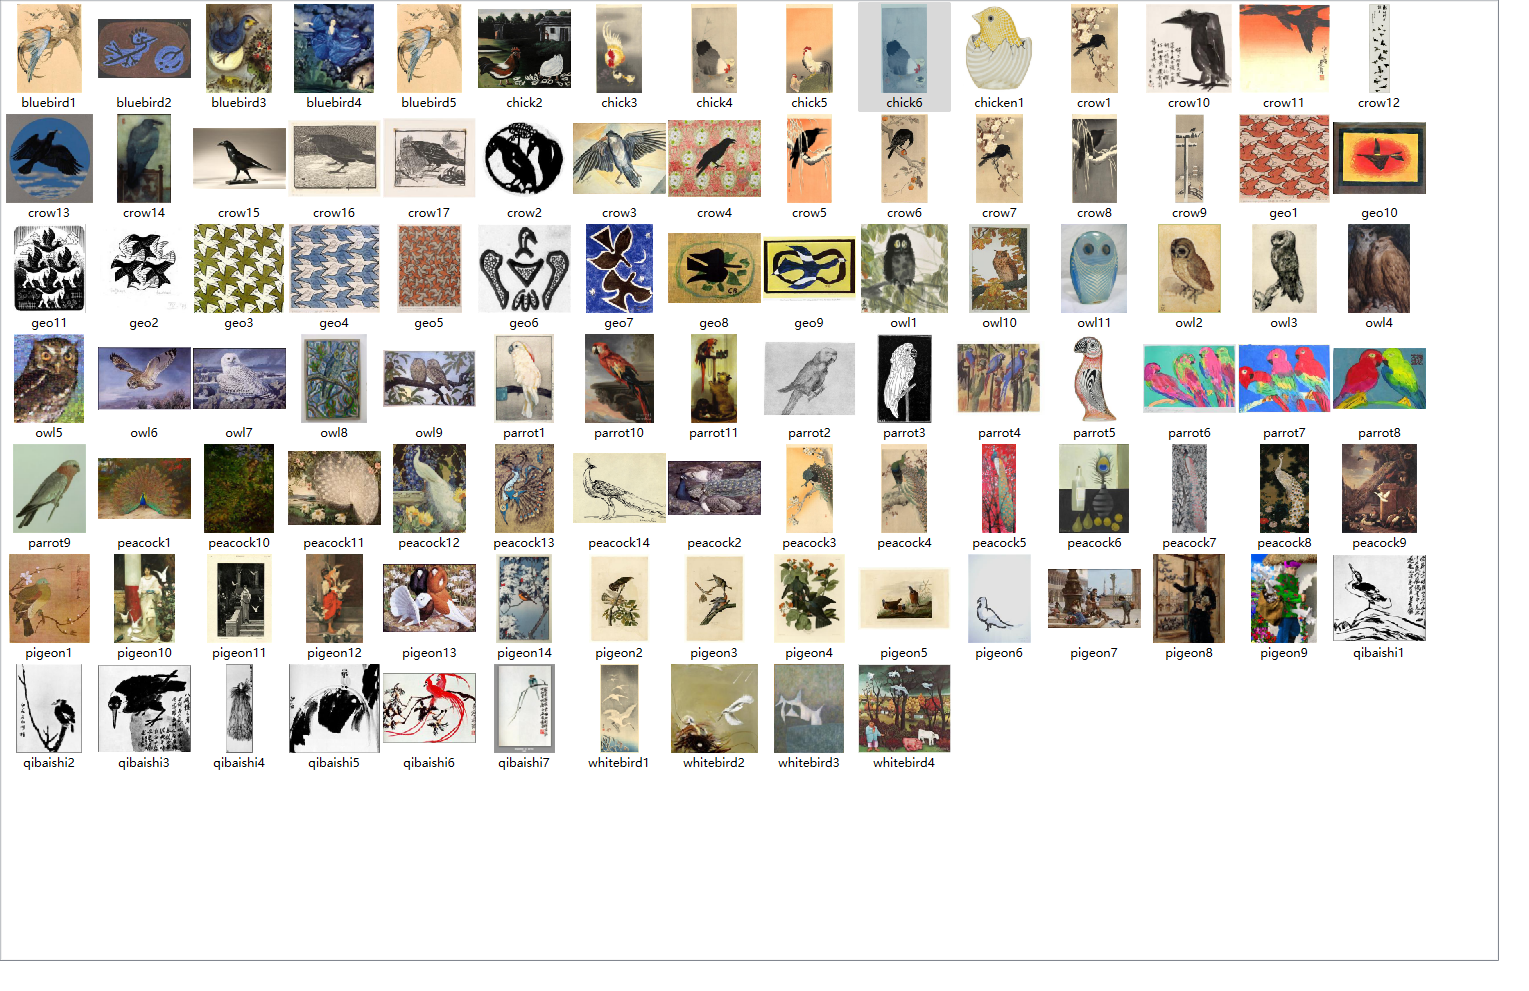 bluebird1 bluebird2 bluebird3 bluebird4 bluebird5 chick2 chick3 chick4 chick5 chick6 chicken1 crow1 crow10 crow11 crow12
crow13 crow14 crow15 crow16 crow17 crow2 crow3 crow4 crow5 crow6 crow7 crow8 crow9 geo1 geo10
geo11 geo2 geo3 geo4 geo5 geo6 geo7 geo8 geo9 owl1 owl10 owl11 owl2 owl3 owl4
owl5 owl6 owl7 owl8 owl9 parrot1 parrot10 parrot11 parrot2 parrot3 parrot4 parrot5 parrot6 parrot7 parrot8
parrot9 peacock1 peacock10 peacock11 peacock12 peacock13 peacock14 peacock2 peacock3 peacock4 peacock5 peacock6 peacock7 peacock8 peacock9
pigeon1 pigeon10 pigeon11 pigeon12 pigeon13 pigeon14 pigeon2 pigeon3 pigeon4 pigeon5 pigeon6 pigeon7 pigeon8 pigeon9 qibaishi1
qibaishi2 qibaishi3 qibaishi4 qibaishi5 qibaishi6 qibaishi7 whitebird1 whitebird2 whitebird3 whitebird4